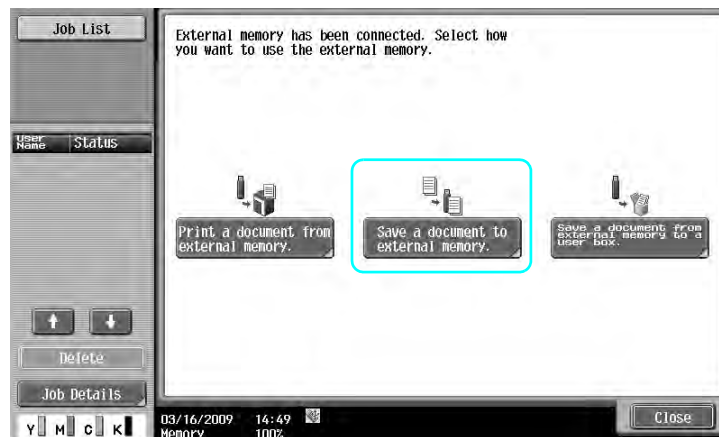 Job List
External memory has been connected. Select how
you want to use the external memory.
User
Name
Status
Print a document from
external memory.
Save a document to
external memory.
Save a document from
external memory to a
user box.
Delete
Job Details
Y M C K
03/16/2009 14:49
Memory 100%
Close